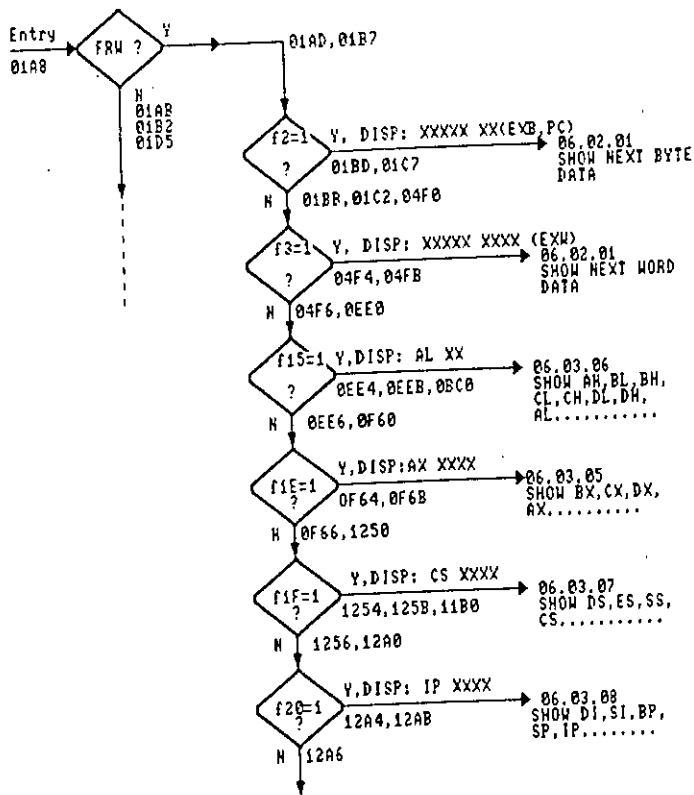 Entry
01A8
fRW ?
Y
01AD,01B7
N
01AB
01B2
01D5
f2=1
?
Y, DISP: XXXXX XX(EXB,PC)
01BD,01C7
06.02.01
SHOW NEXT BYTE
DATA
N
01BB,01C2,04F0
f3=1
?
Y, DISP: XXXXX XXXX (EXW)
04F4,04FB
06.02.01
SHOW NEXT WORD
DATA
N
04F6,0EE0
f15=1
?
Y,DISP: AL XX
0EE4,0EEB,0BC0
06.03.06
SHOW AH,BL,BH,
CL,CH,DL,DH,
AL...........
N
0EE6,0F60
f1E=1
?
Y,DISP:AX XXXX
0F64,0F6B
06.03.05
SHOW BX,CX,DX,
AX..........
N
0F66,1250
f1F=1
?
Y,DISP: CS XXXX
1254,125B,11B0
06.03.07
SHOW DS,ES,SS,
CS...........
N
1256,12A0
f20=1
?
Y,DISP: IP XXXX
12A4,12AB
06.03.08
SHOW DI,SI,BP,
SP,IP........
N
12A6